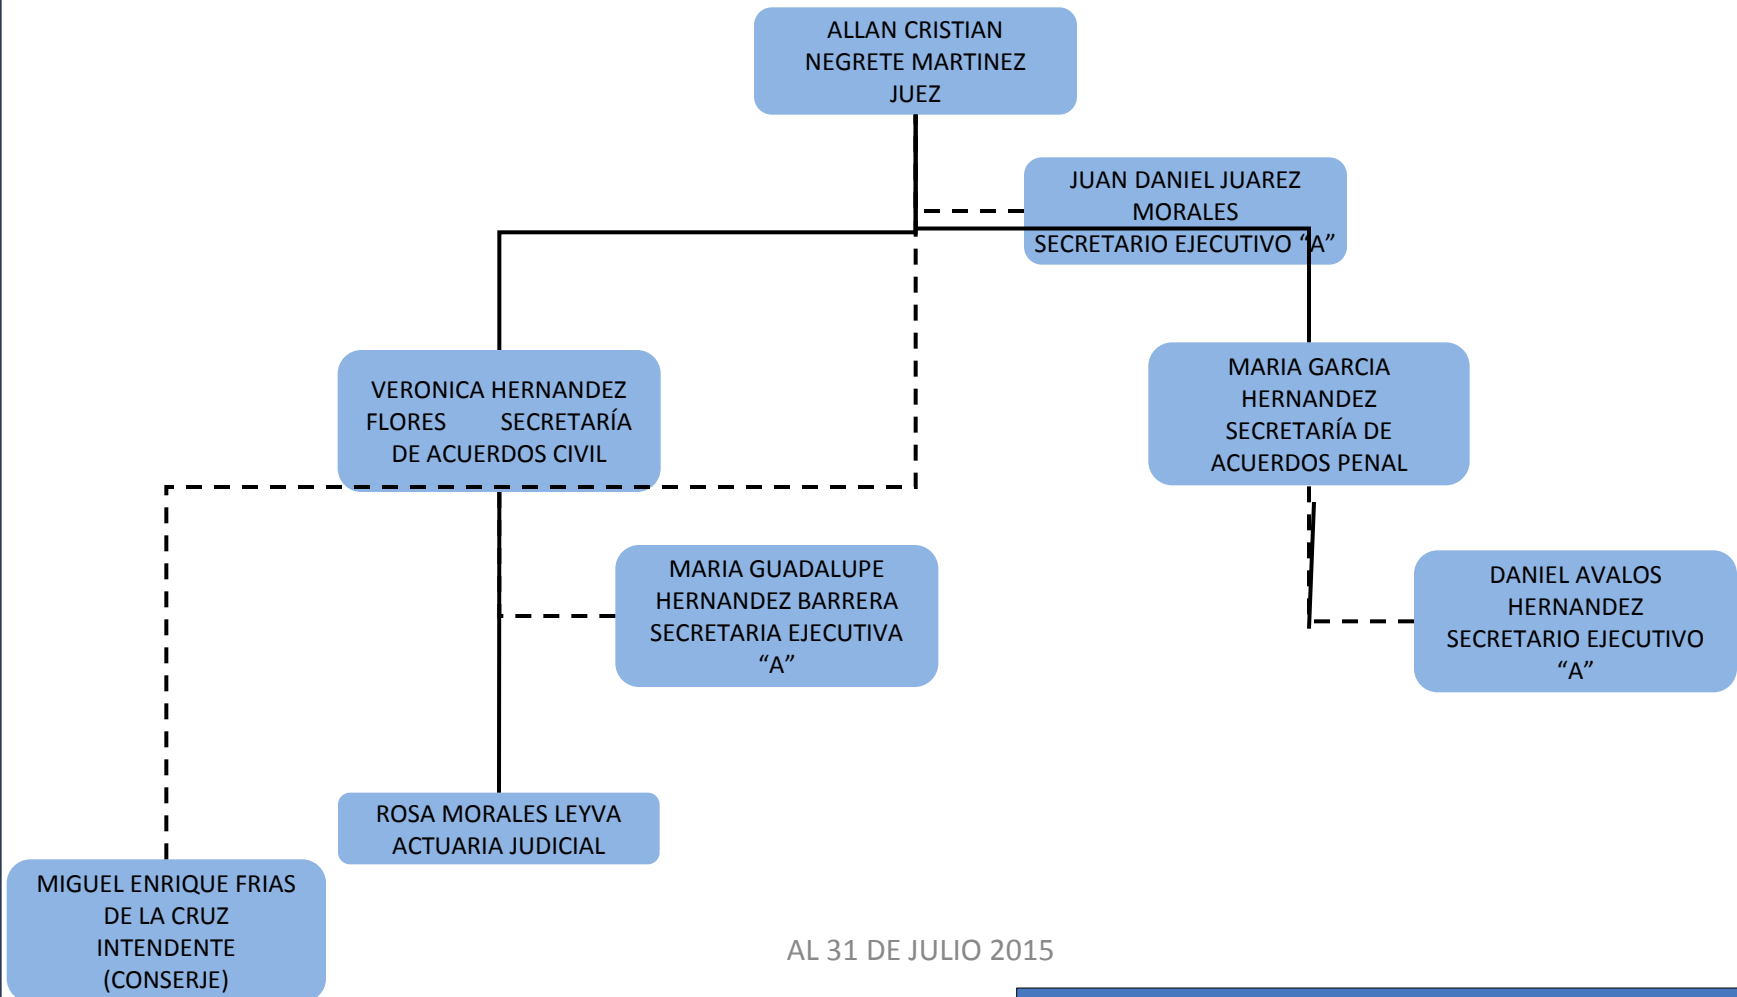 ALLAN CRISTIAN
NEGRETE MARTINEZ
JUEZ
JUAN DANIEL JUAREZ
MORALES
SECRETARIO EJECUTIVO “A”
VERONICA HERNANDEZ
FLORES SECRETARÍA
DE ACUERDOS CIVIL
MARIA GARCIA
HERNANDEZ
SECRETARÍA DE
ACUERDOS PENAL
MARIA GUADALUPE
HERNANDEZ BARRERA
SECRETARIA EJECUTIVA
“A”
DANIEL AVALOS
HERNANDEZ
SECRETARIO EJECUTIVO
“A”
ROSA MORALES LEYVA
ACTUARIA JUDICIAL
MIGUEL ENRIQUE FRIAS
DE LA CRUZ
INTENDENTE
(CONSERJE)
AL 31 DE JULIO 2015